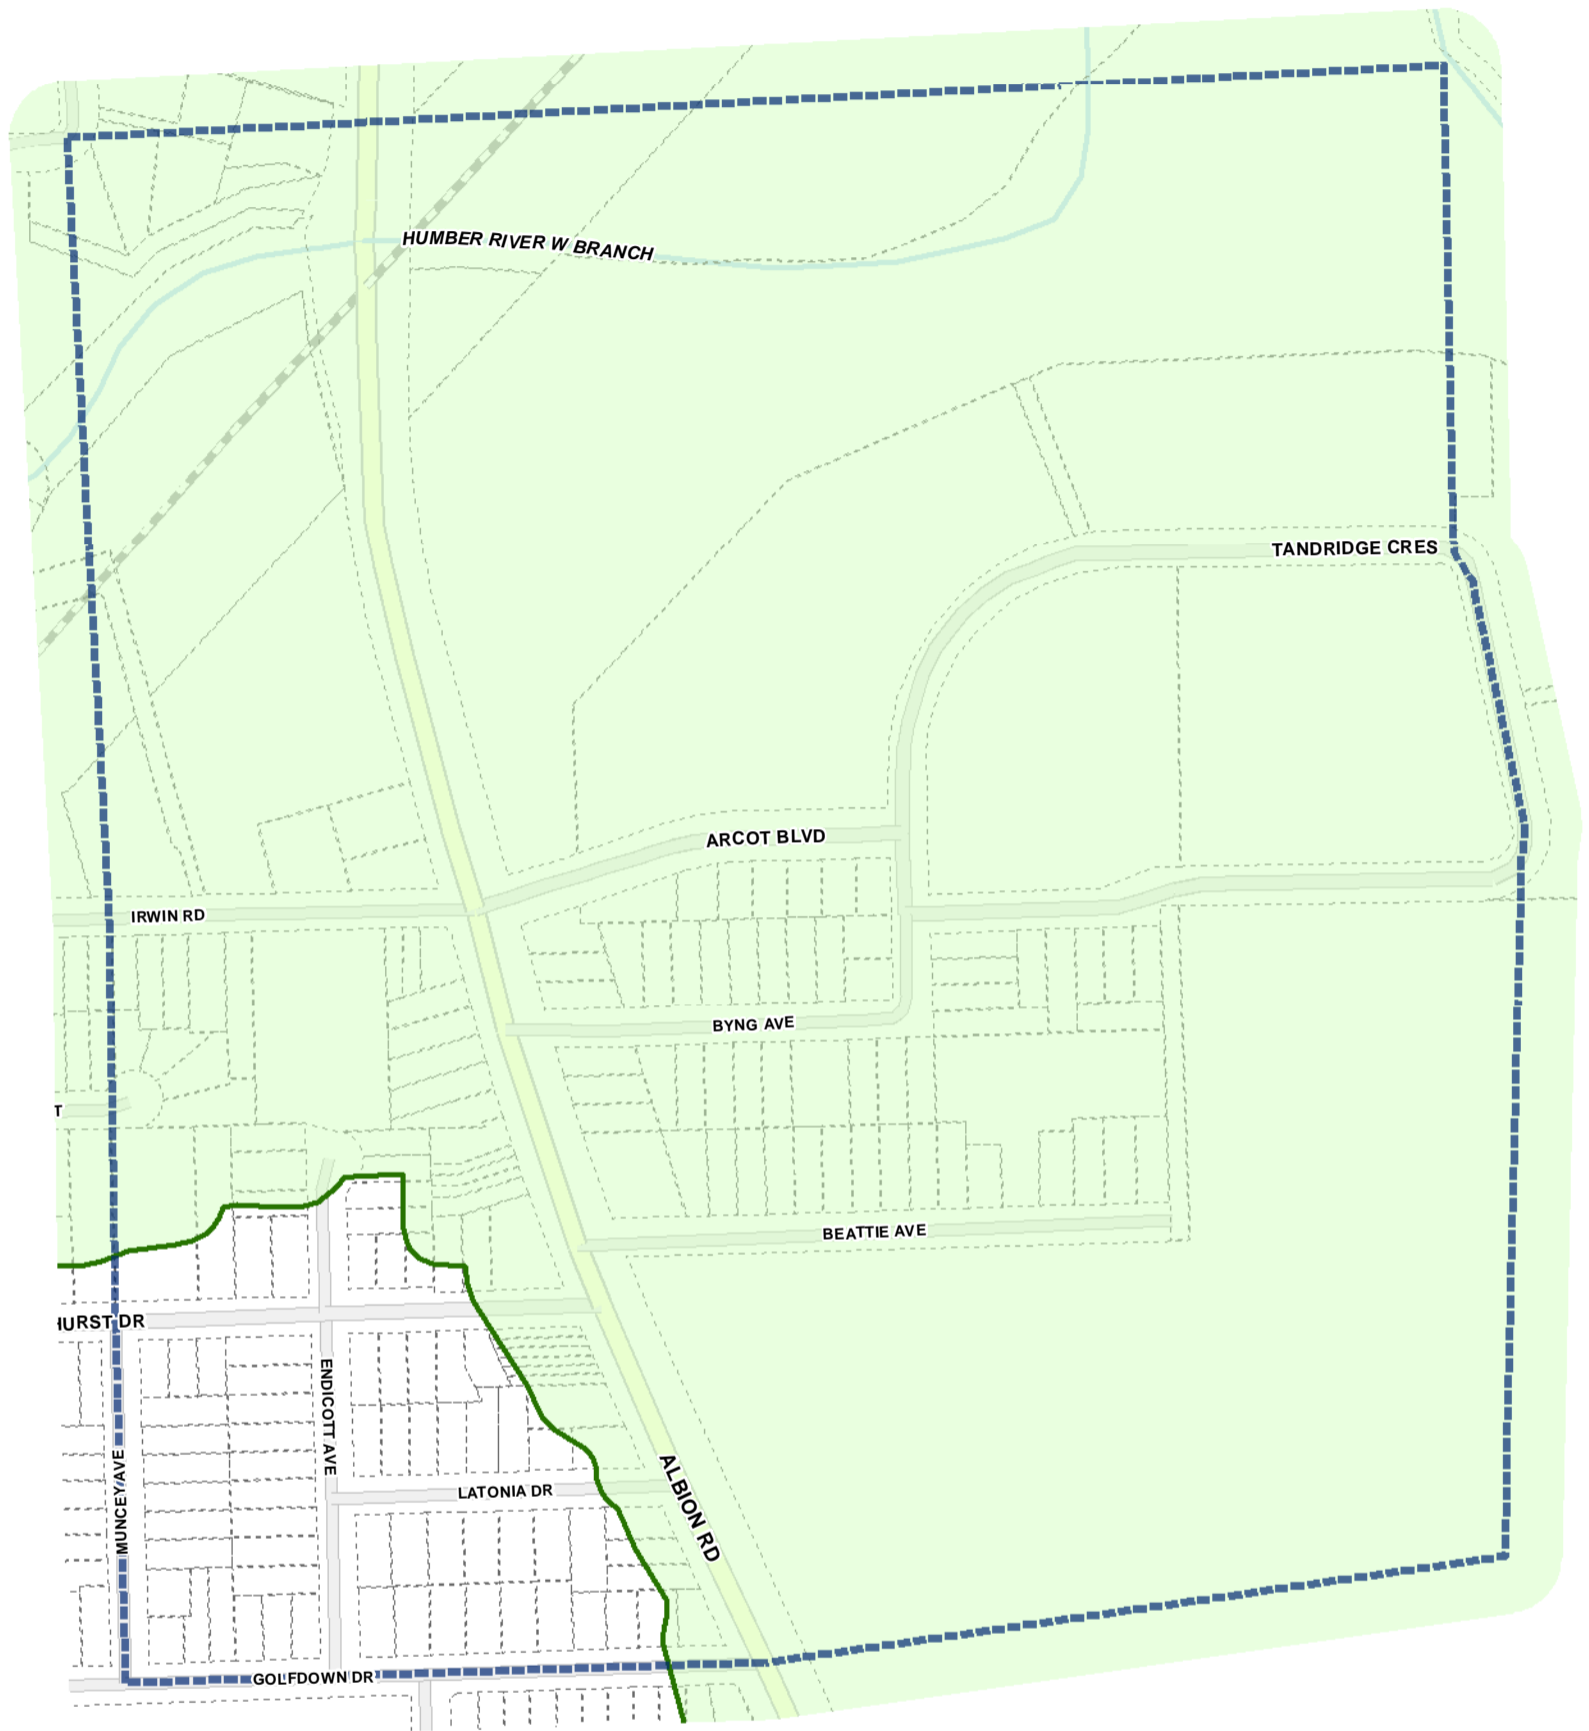 HUMBER RIVER W BRANCH
TANDRIDGE CRES
ARCOT BLVD
IRWIN RD
BYNG AVE
T
BEATTIE AVE
HURST DR
ENDICOTT AVE
MUNCEY AVE
LATONIA DR
ALBION RD
GOLFDOWN DR